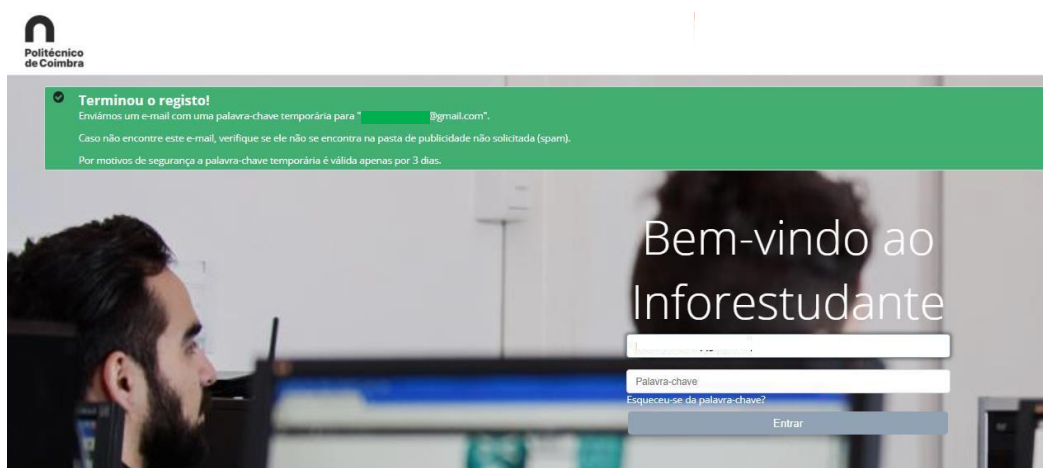 Politécnico
de Coimbra
Terminou o registo!
Enviámos um e-mail com uma palavra-chave temporária para " @gmail.com".
Caso não encontre este e-mail, verifique se ele não se encontra na pasta de publicidade não solicitada (spam).
Por motivos de segurança a palavra-chave temporária é válida apenas por 3 dias.
Bem-vindo ao
Inforestudante
Palavra-chave
Esqueceu-se da palavra-chave?
Entrar